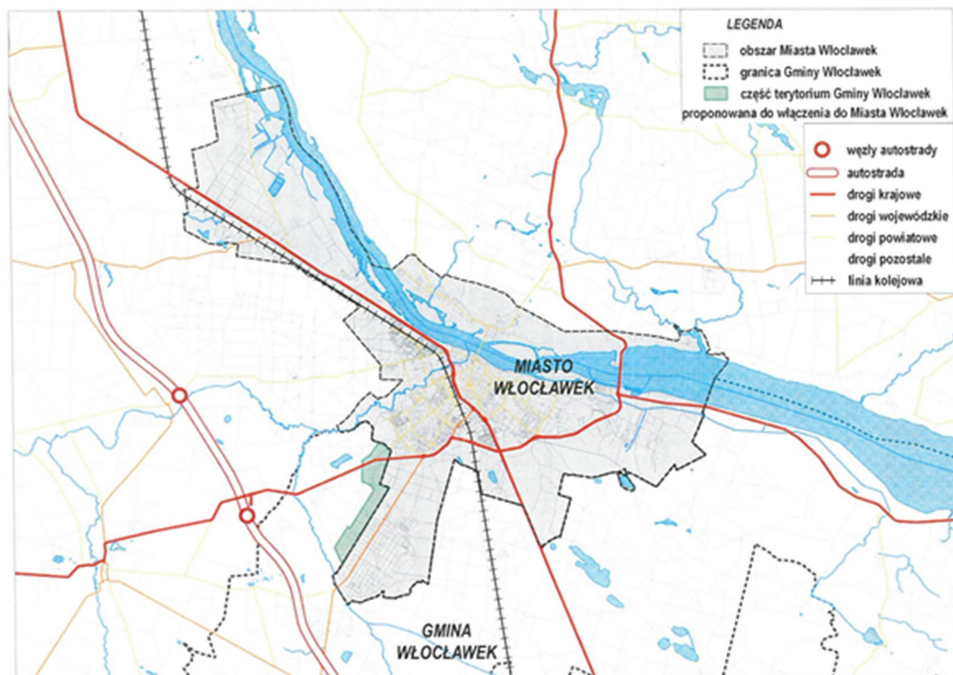 LEGENDA
obszar Miasta Włocławek
granica Gminy Włocławek
część terytorium Gminy Włocławek
proponowana do włączenia do Miasta Włocławek
węzły autostrady
autostrada
drogi krajowe
drogi wojewódzkie
drogi powiatowe
drogi pozostałe
linia kolejowa
MIASTO
WŁOCŁAWEK
GMINA
WŁOCŁAWEK